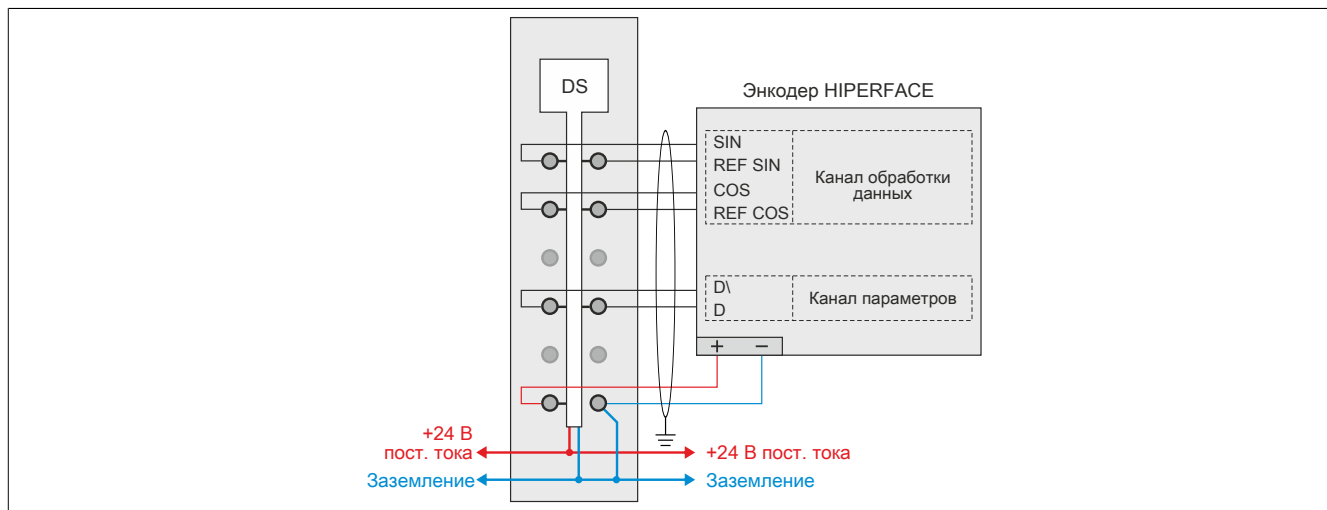 DS
Энкодер HIPERFACE
SIN
REF SIN
COS
REF COS
Канал обработки
данных
D\
D
Канал параметров
+ −
+24 В
пост. тока
+24 В пост. тока
Заземление
Заземление